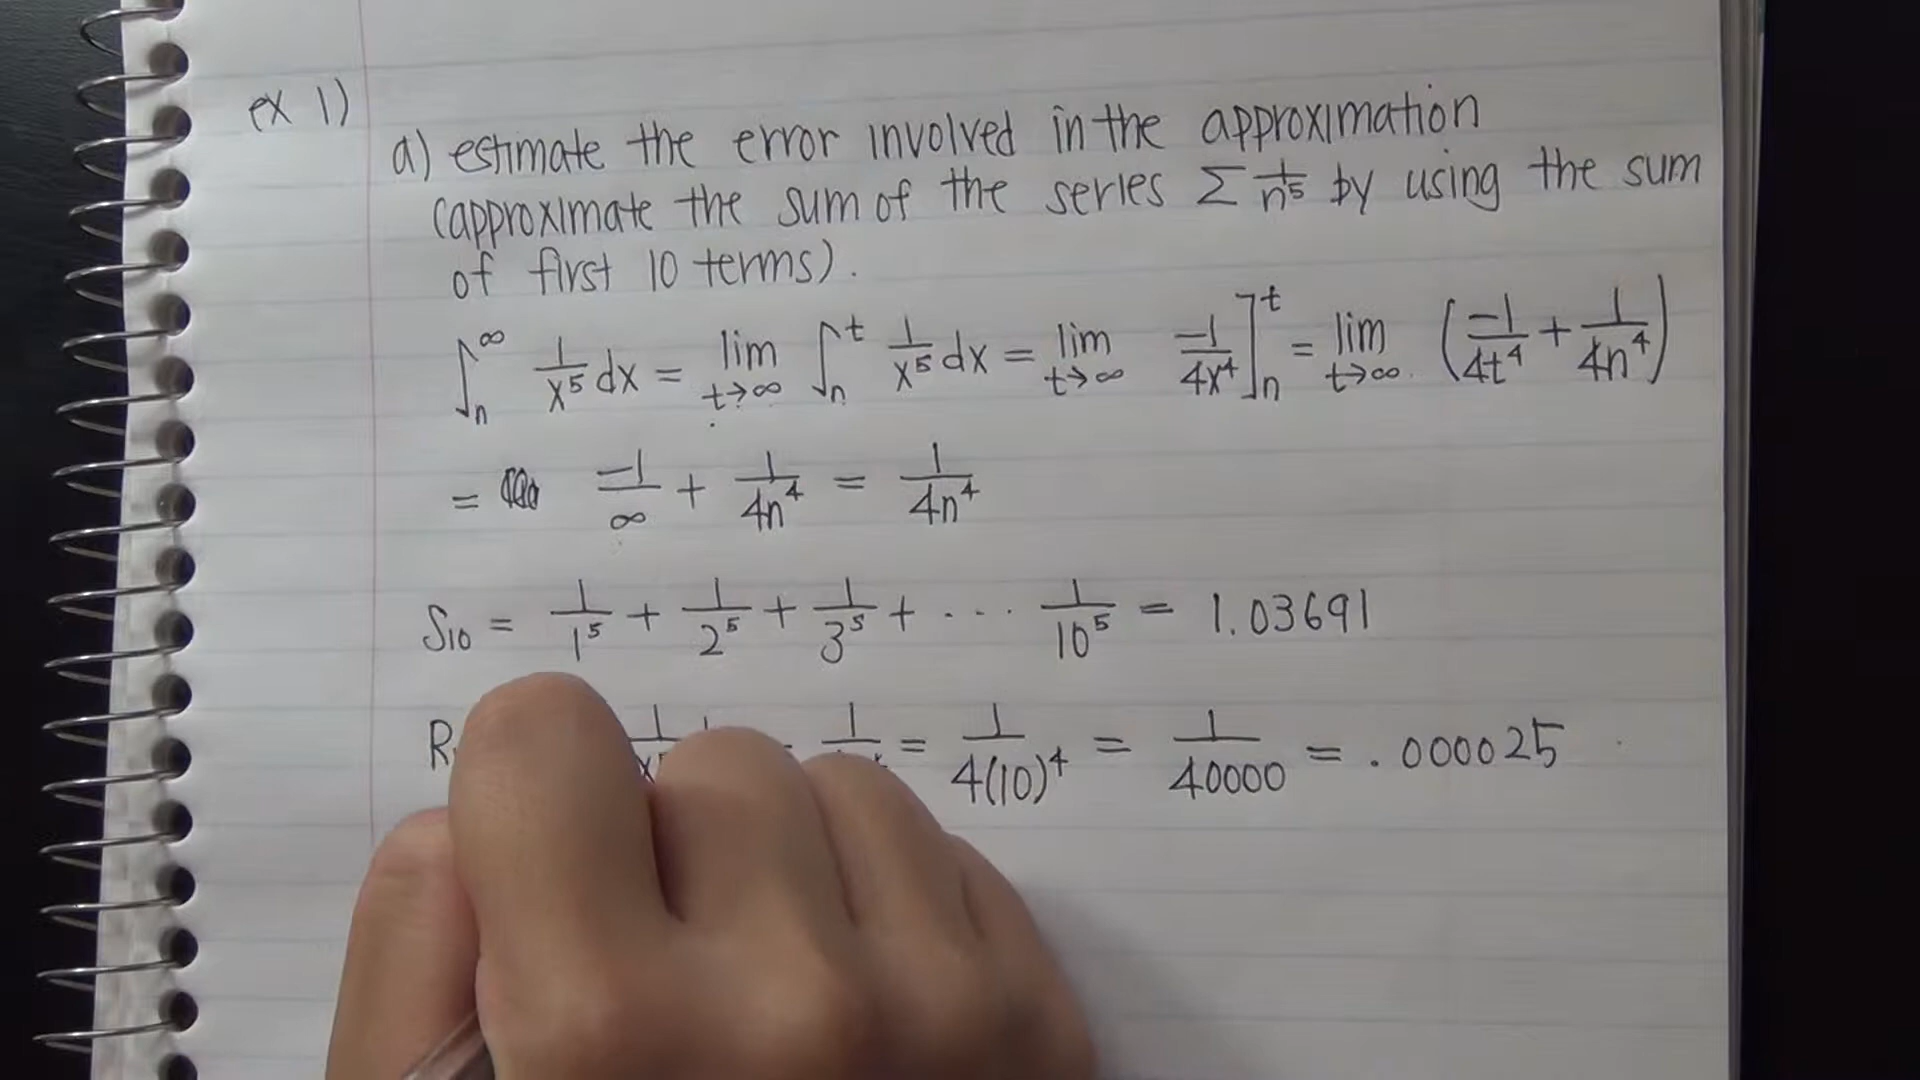 ex 1)
a) estimate the error involved in the approximation
(approximate the sum of the series Σ 1/n⁵ by using the sum
of first 10 terms).
∫ₙ^∞ 1/x⁵ dx = lim t→∞ ∫ₙ^t 1/x⁵ dx = lim t→∞ -1/4x⁴ ]ₙ^t = lim t→∞ (-1/4t⁴ + 1/4n⁴)
= -1/∞ + 1/4n⁴ = 1/4n⁴
S₁₀ = 1/1⁵ + 1/2⁵ + 1/3⁵ + ... 1/10⁵ = 1.03691
R = 1/4(10)⁴ = 1/40000 = .000025